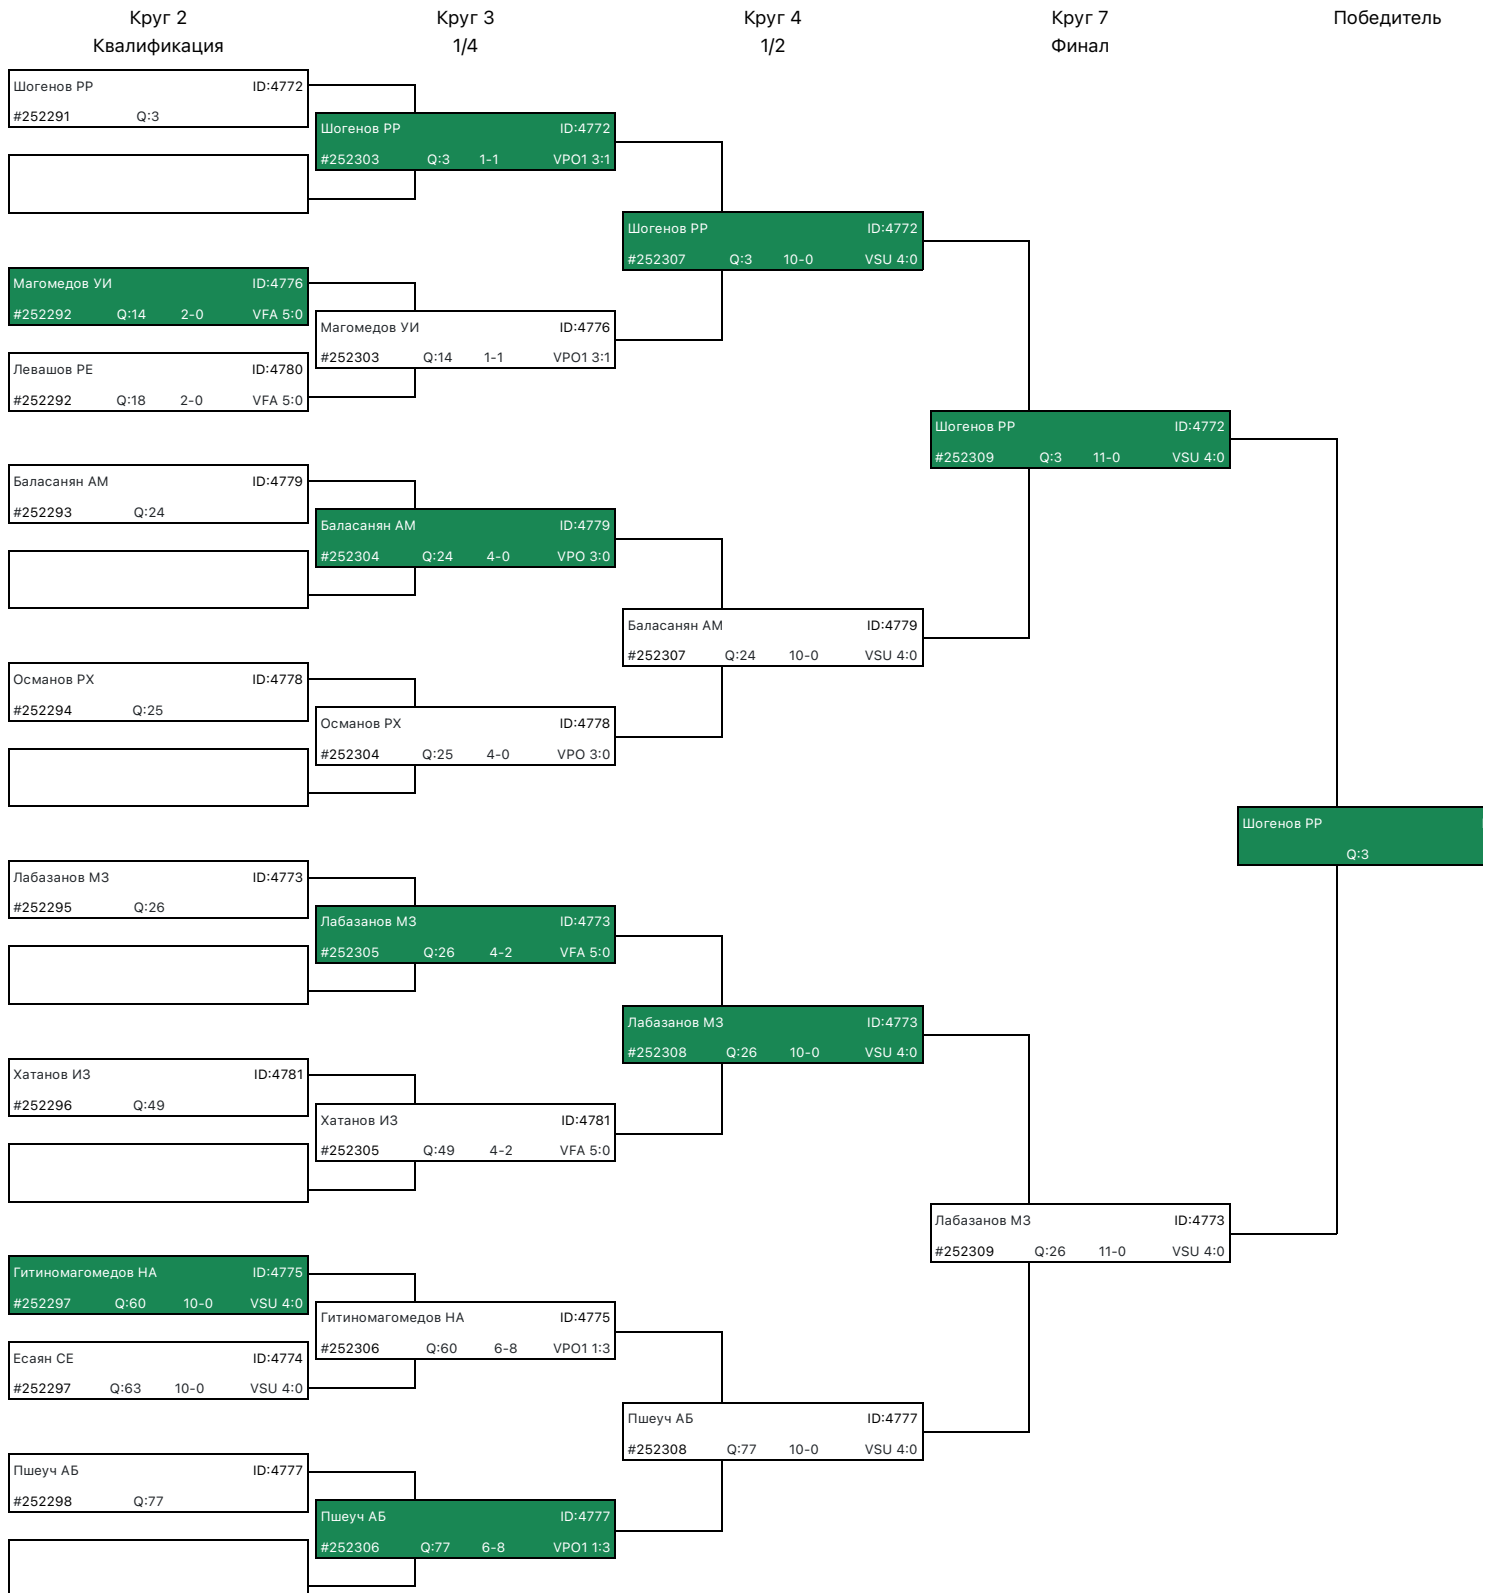 Круг 2
Квалификация
Круг 3
1/4
Круг 4
1/2
Круг 7
Финал
Победитель
Шогенов РР ID:4772
#252291 Q:3
Магомедов УИ ID:4776
#252292 Q:14 2-0 VFA 5:0
Левашов РЕ ID:4780
#252292 Q:18 2-0 VFA 5:0
Баласанян АМ ID:4779
#252293 Q:24
Османов РХ ID:4778
#252294 Q:25
Лабазанов МЗ ID:4773
#252295 Q:26
Хатанов ИЗ ID:4781
#252296 Q:49
Гитиномагомедов НА ID:4775
#252297 Q:60 10-0 VSU 4:0
Есаян СЕ ID:4774
#252297 Q:63 10-0 VSU 4:0
Пшеуч АБ ID:4777
#252298 Q:77
Шогенов РР ID:4772
#252303 Q:3 1-1 VPO1 3:1
Магомедов УИ ID:4776
#252303 Q:14 1-1 VPO1 3:1
Баласанян АМ ID:4779
#252304 Q:24 4-0 VPO 3:0
Османов РХ ID:4778
#252304 Q:25 4-0 VPO 3:0
Лабазанов МЗ ID:4773
#252305 Q:26 4-2 VFA 5:0
Хатанов ИЗ ID:4781
#252305 Q:49 4-2 VFA 5:0
Гитиномагомедов НА ID:4775
#252306 Q:60 6-8 VPO1 1:3
Пшеуч АБ ID:4777
#252306 Q:77 6-8 VPO1 1:3
Шогенов РР ID:4772
#252307 Q:3 10-0 VSU 4:0
Баласанян АМ ID:4779
#252307 Q:24 10-0 VSU 4:0
Лабазанов МЗ ID:4773
#252308 Q:26 10-0 VSU 4:0
Пшеуч АБ ID:4777
#252308 Q:77 10-0 VSU 4:0
Шогенов РР ID:4772
#252309 Q:3 11-0 VSU 4:0
Лабазанов МЗ ID:4773
#252309 Q:26 11-0 VSU 4:0
Шогенов РР
Q:3